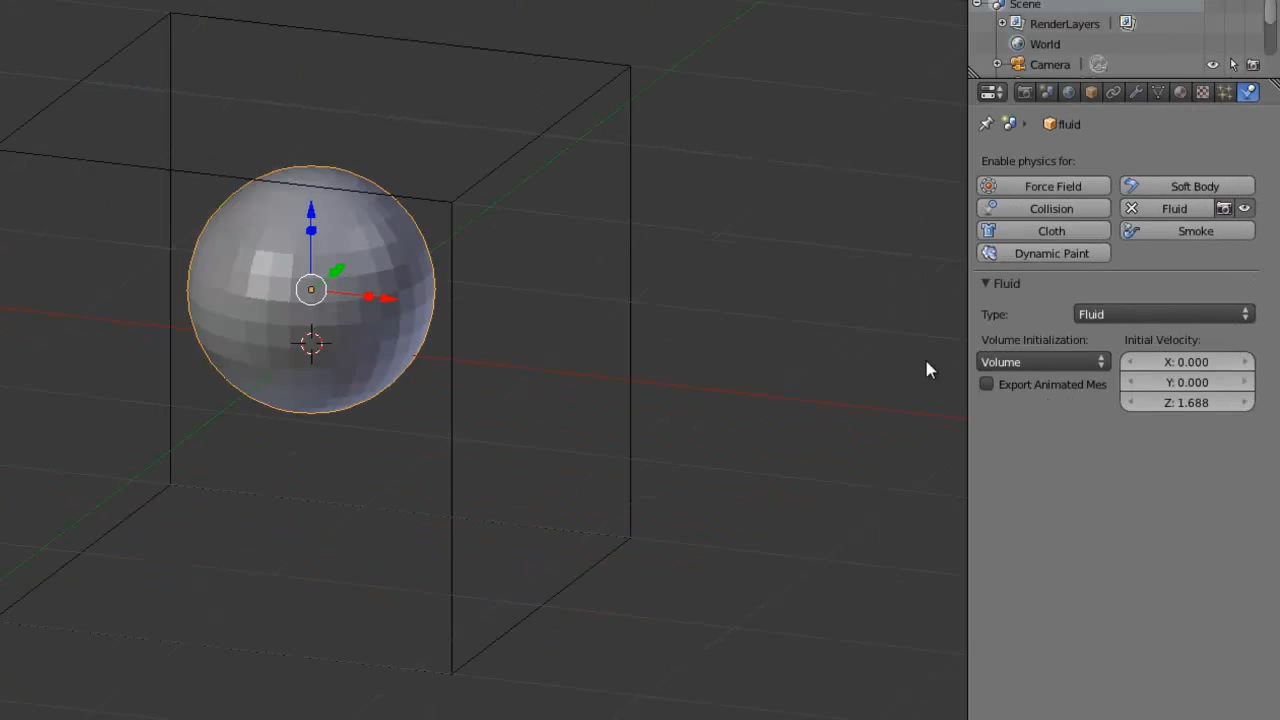 Scene
RenderLayers |
World
Camera |
fluid
Enable physics for:
Force Field
Soft Body
Collision
Fluid
Cloth
Smoke
Dynamic Paint
Fluid
Type:
Fluid
Volume Initialization:
Initial Velocity:
Volume
X: 0.000
Export Animated Mes
Y: 0.000
Z: 1.688